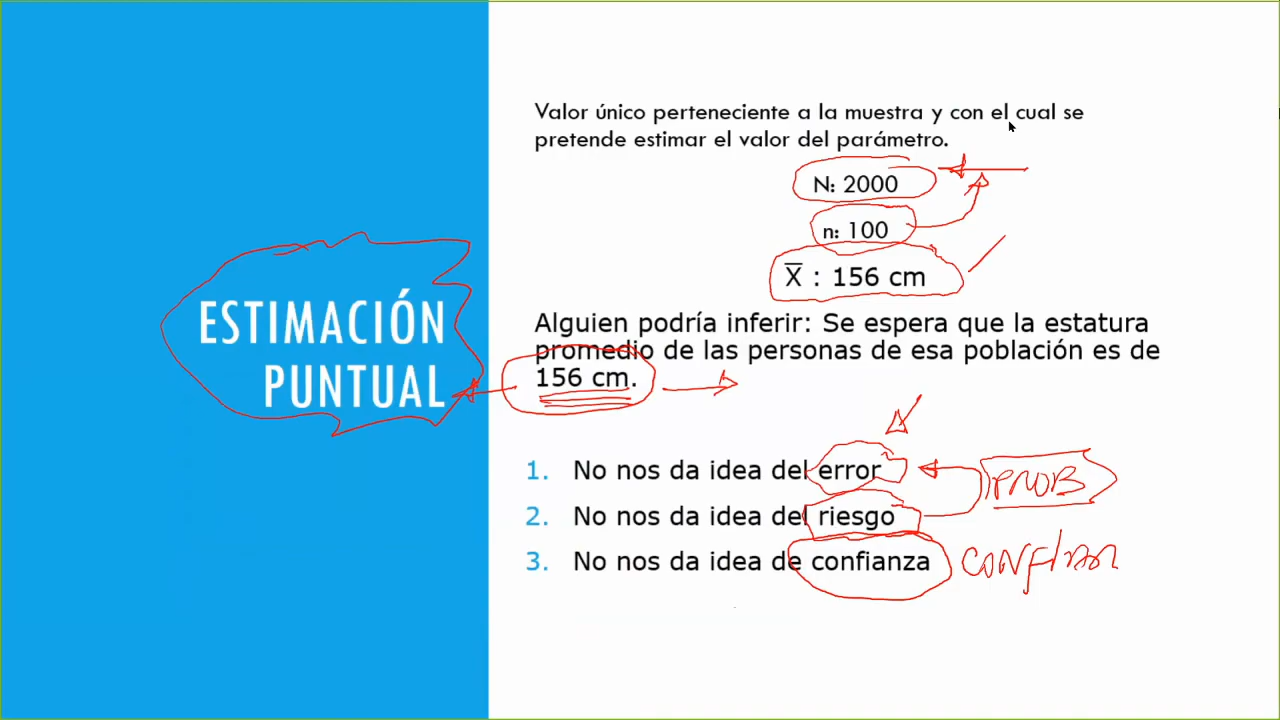 ESTIMACIÓN
PUNTUAL
Valor único perteneciente a la muestra y con el cual se
pretende estimar el valor del parámetro.
N: 2000
n: 100
X̅ : 156 cm
Alguien podría inferir: Se espera que la estatura
promedio de las personas de esa población es de
156 cm.
1. No nos da idea del error
2. No nos da idea del riesgo
3. No nos da idea de confianza
PROB
CONFIAR